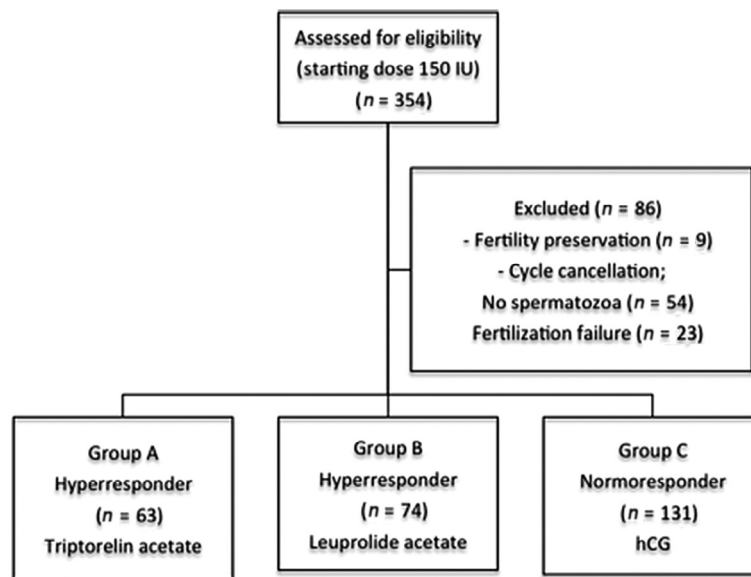 Assessed for eligibility
(starting dose 150 IU)
(n = 354)
Excluded (n = 86)
- Fertility preservation (n = 9)
- Cycle cancellation;
No spermatozoa (n = 54)
Fertilization failure (n = 23)
Group A
Hyperresponder
(n = 63)
Triptorelin acetate
Group B
Hyperresponder
(n = 74)
Leuprolide acetate
Group C
Normoresponder
(n = 131)
hCG